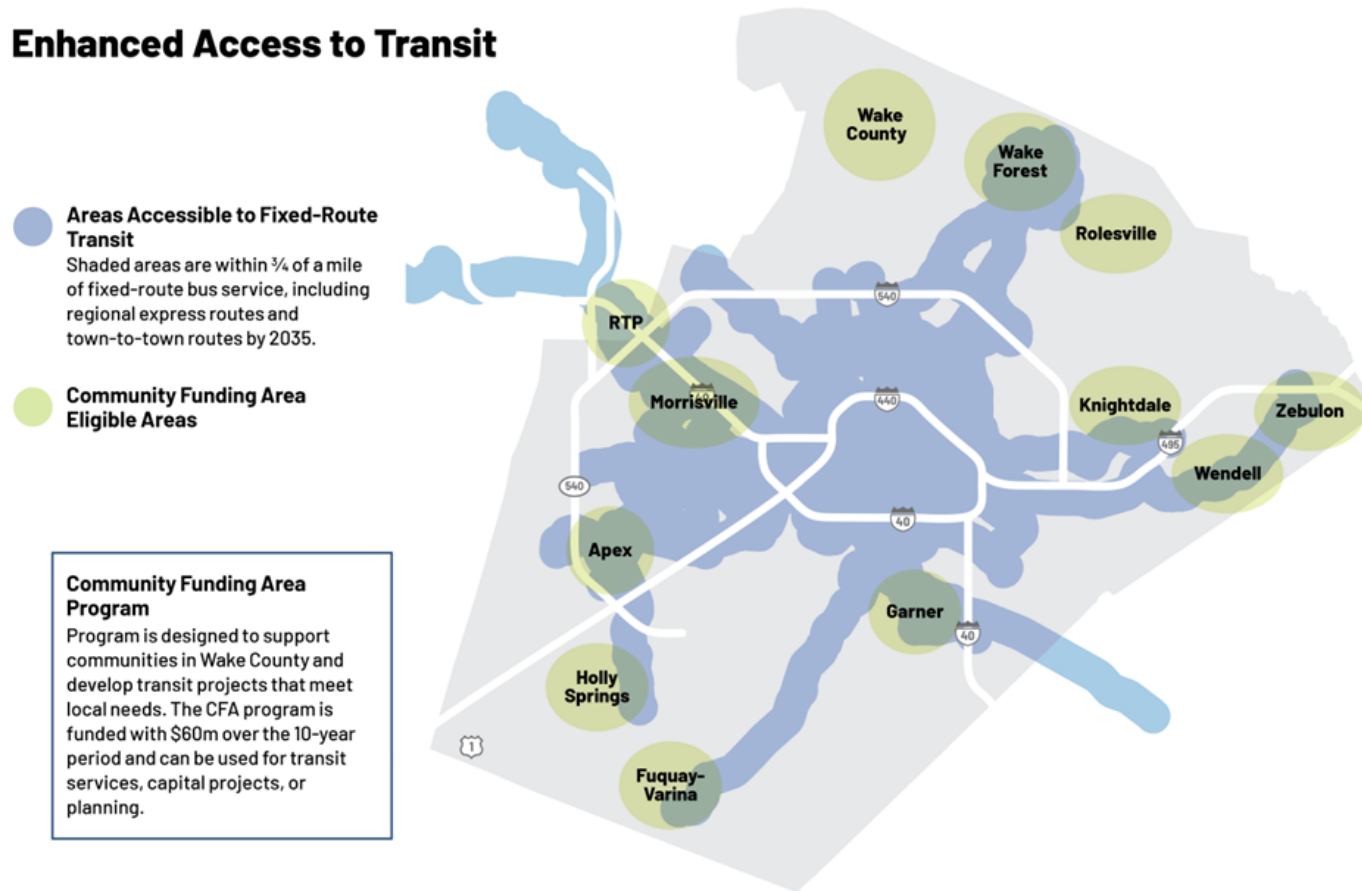 Enhanced Access to Transit
Areas Accessible to Fixed-Route
Transit
Shaded areas are within ¾ of a mile
of fixed-route bus service, including
regional express routes and
town-to-town routes by 2035.
Community Funding Area
Eligible Areas
Community Funding Area
Program
Program is designed to support
communities in Wake County and
develop transit projects that meet
local needs. The CFA program is
funded with $60m over the 10-year
period and can be used for transit
services, capital projects, or
planning.
Wake
County
Wake
Forest
Rolesville
540
RTP
40
Morrisville
440
Knightdale
Zebulon
495
Wendell
540
40
Apex
Garner
40
Holly
Springs
1
Fuquay-
Varina